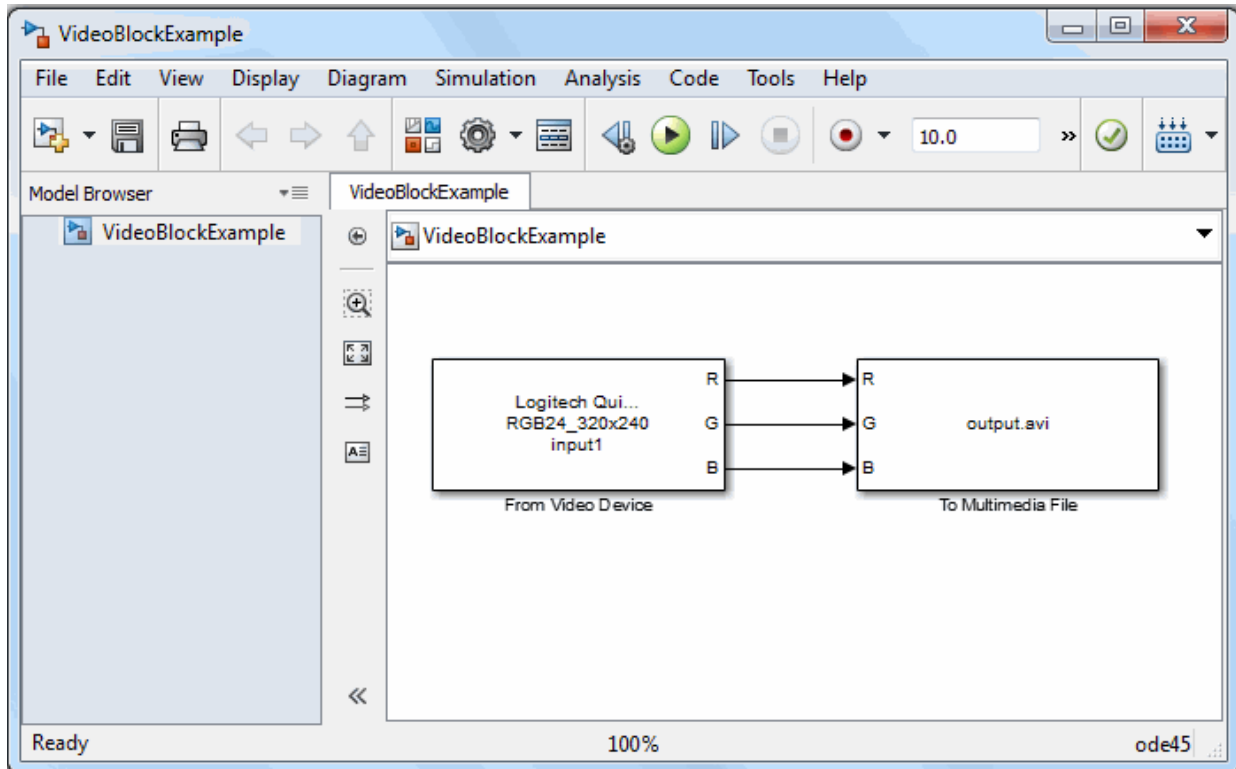 VideoBlockExample
File Edit View Display Diagram Simulation Analysis Code Tools Help
10.0 »
Model Browser
VideoBlockExample
VideoBlockExample
VideoBlockExample
Logitech Qui...
RGB24_320x240
input1
R
G
B
From Video Device
R
G
B
output.avi
To Multimedia File
Ready 100% ode45